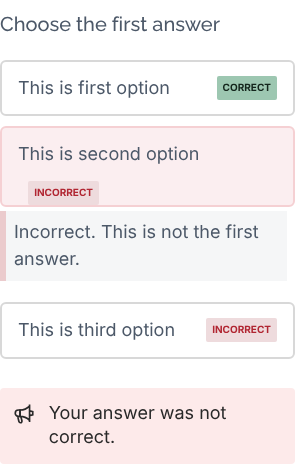 Choose the first answer
This is first option CORRECT
This is second option
INCORRECT
Incorrect. This is not the first
answer.
This is third option INCORRECT
Your answer was not
correct.